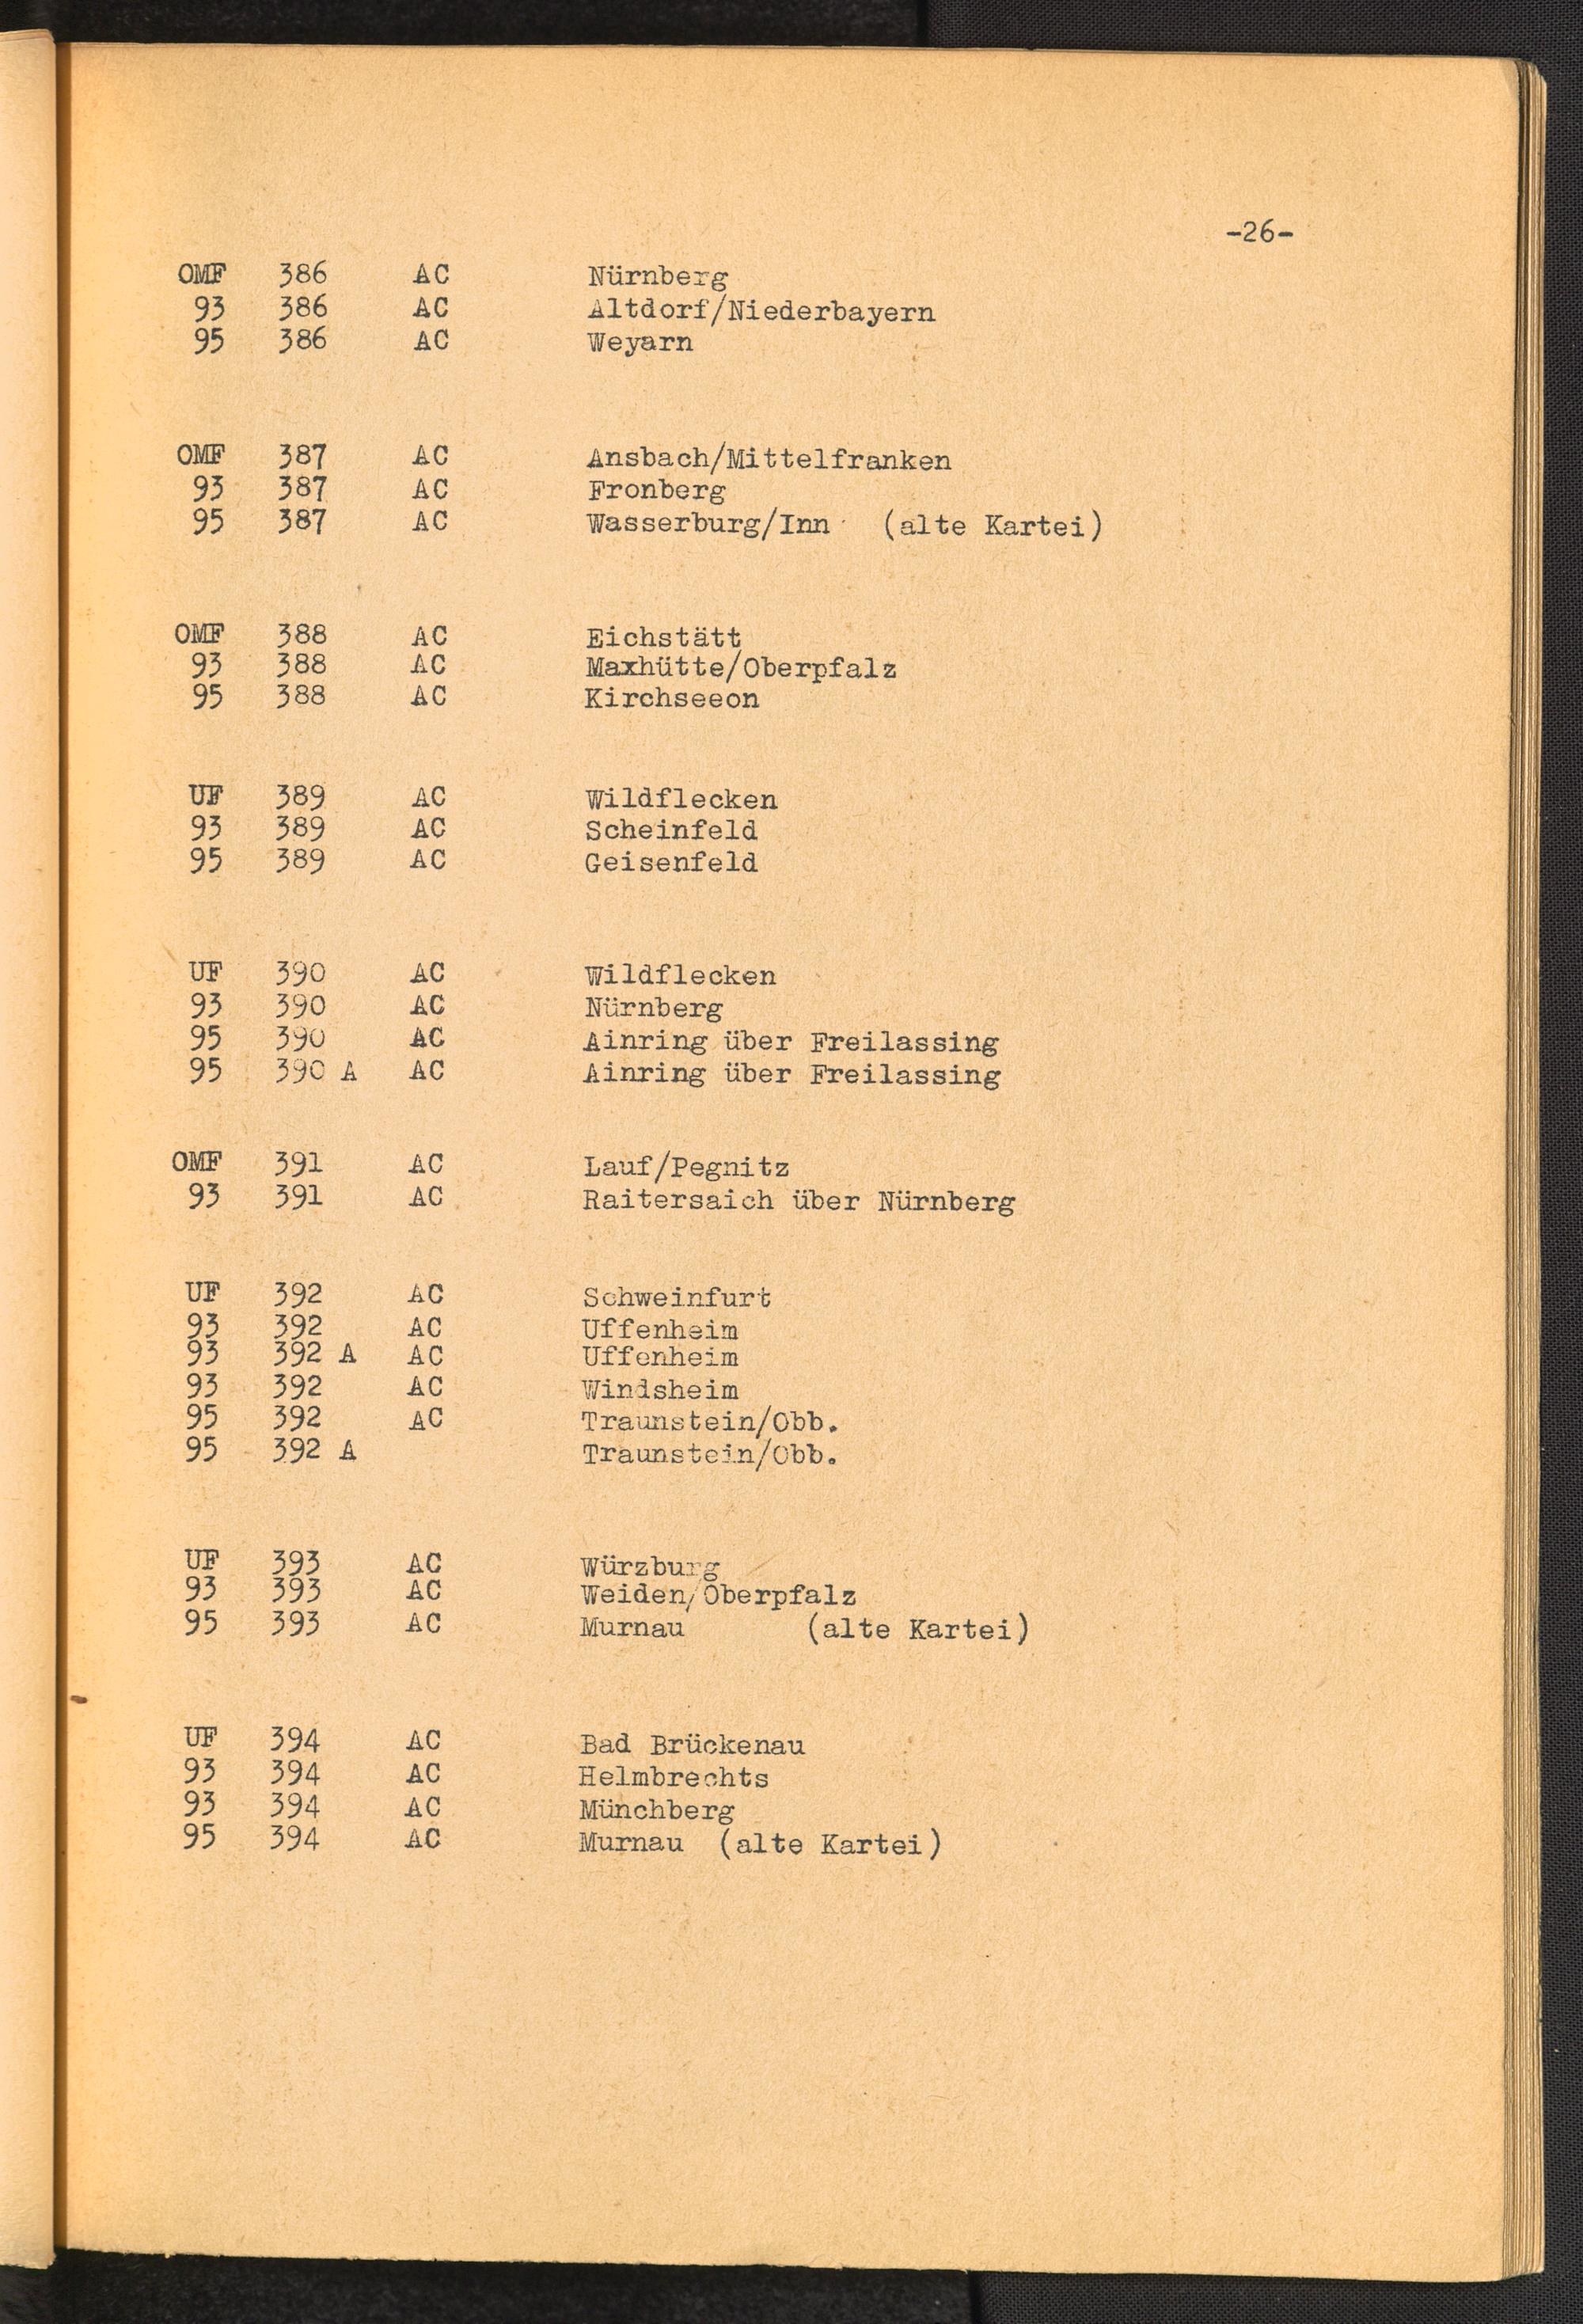 -26-
OMF 386 AC Nürnberg
93 386 AC Altdorf/Niederbayern
95 386 AC Weyarn
OMF 387 AC Ansbach/Mittelfranken
93 387 AC Fronberg
95 387 AC Wasserburg/Inn (alte Kartei)
OMF 388 AC Eichstätt
93 388 AC Maxhütte/Oberpfalz
95 388 AC Kirchseeon
UF 389 AC Wildflecken
93 389 AC Scheinfeld
95 389 AC Geisenfeld
UF 390 AC Wildflecken
93 390 AC Nürnberg
95 390 AC Ainring über Freilassing
95 390 A AC Ainring über Freilassing
OMF 391 AC Lauf/Pegnitz
93 391 AC Raitersaich über Nürnberg
UF 392 AC Schweinfurt
93 392 AC Uffenheim
93 392 A AC Uffenheim
93 392 AC Windsheim
95 392 AC Traunstein/Obb.
95 392 A Traunstein/Obb.
UF 393 AC Würzburg
93 393 AC Weiden/Oberpfalz
95 393 AC Murnau (alte Kartei)
UF 394 AC Bad Brückenau
93 394 AC Helmbrechts
93 394 AC Münchberg
95 394 AC Murnau (alte Kartei)